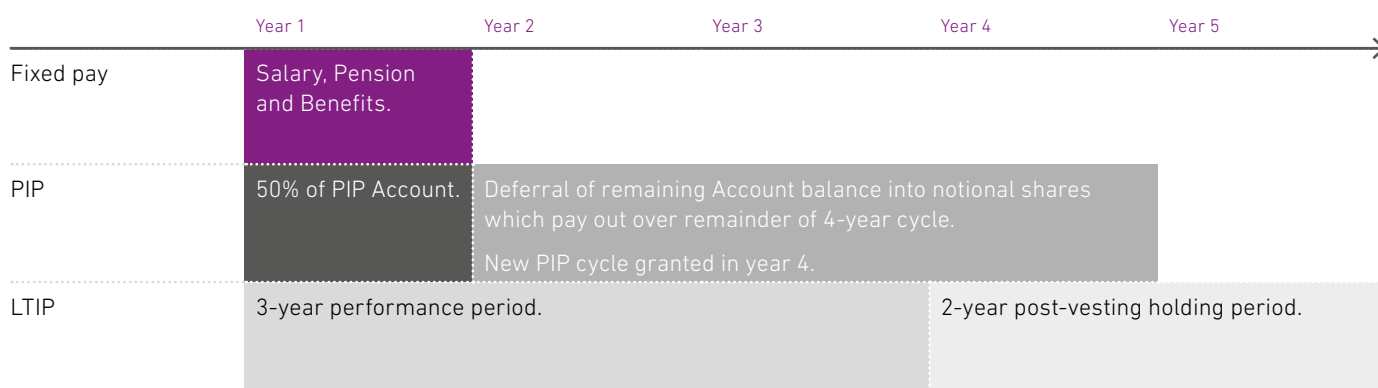 Year 1 Year 2 Year 3 Year 4 Year 5
Fixed pay
Salary, Pension
and Benefits.
PIP
50% of PIP Account.
Deferral of remaining Account balance into notional shares
which pay out over remainder of 4-year cycle.
New PIP cycle granted in year 4.
LTIP
3-year performance period.
2-year post-vesting holding period.